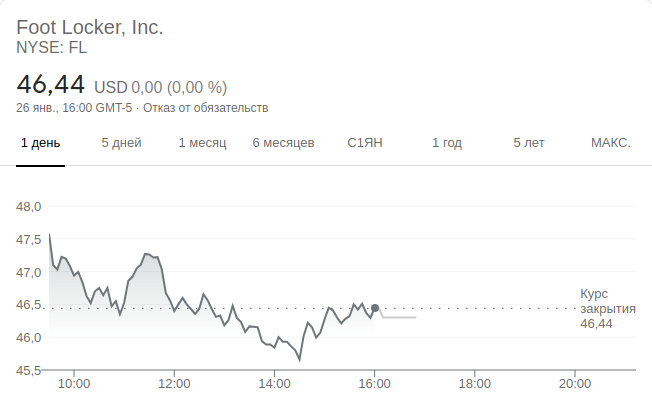 Foot Locker, Inc.
NYSE: FL
46,44 USD 0,00 (0,00 %)
26 янв., 16:00 GMT-5 · Отказ от обязательств
1 день 5 дней 1 месяц 6 месяцев С1ЯН 1 год 5 лет МАКС.
48,0
47,5
47,0
46,5
46,0
45,5
Курс
закрытия
46,44
10:00 12:00 14:00 16:00 18:00 20:00